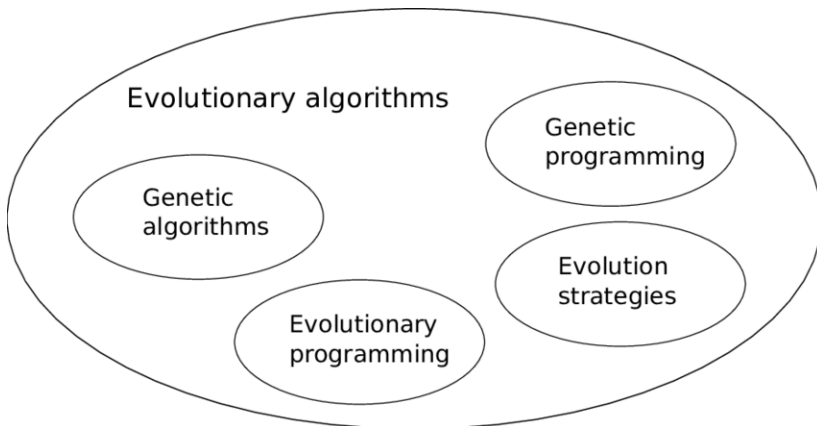 Evolutionary algorithms
Genetic
programming
Genetic
algorithms
Evolution
strategies
Evolutionary
programming